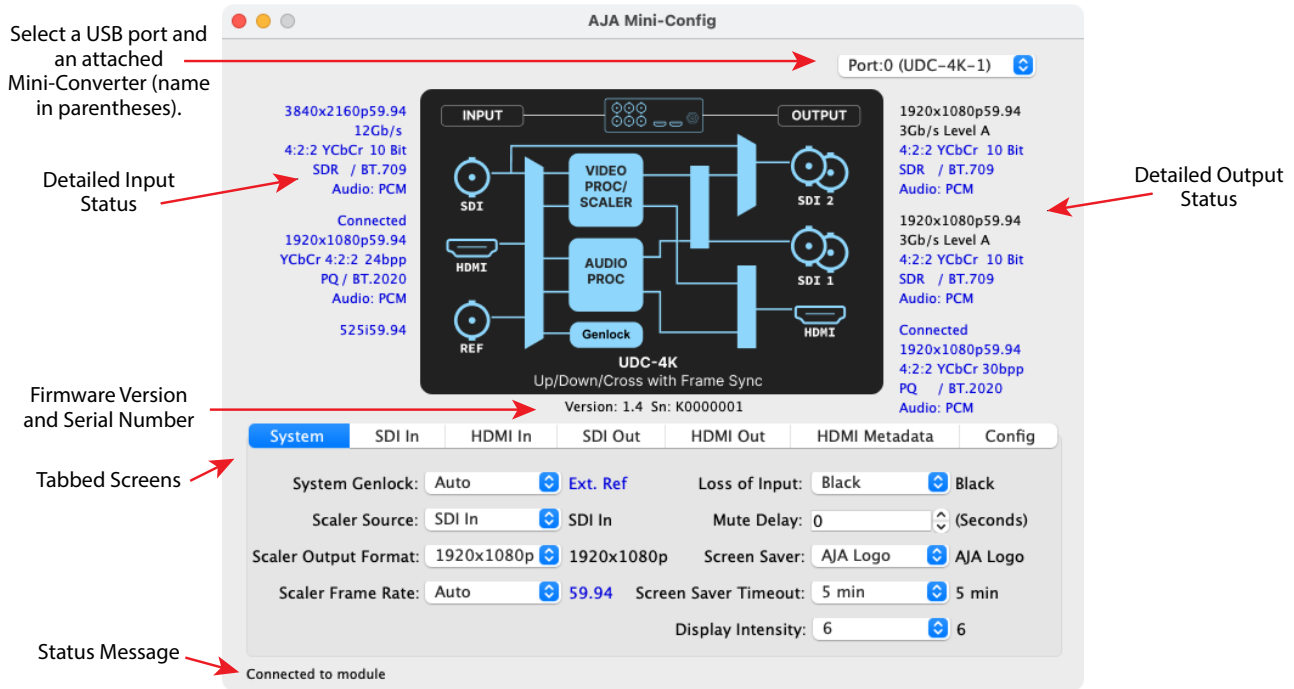 AJA Mini-Config
Select a USB port and
an attached
Mini-Converter (name
in parentheses).
Port:0 (UDC-4K-1)
Detailed Input
Status
3840x2160p59.94
12Gb/s
4:2:2 YCbCr 10 Bit
SDR / BT.709
Audio: PCM
Connected
1920x1080p59.94
YCbCr 4:2:2 24bpp
PQ / BT.2020
Audio: PCM
525i59.94
INPUT
OUTPUT
SDI
HDMI
REF
VIDEO
PROC/
SCALER
AUDIO
PROC
Genlock
SDI 2
SDI 1
HDMI
UDC-4K
Up/Down/Cross with Frame Sync
1920x1080p59.94
3Gb/s Level A
4:2:2 YCbCr 10 Bit
SDR / BT.709
Audio: PCM
1920x1080p59.94
3Gb/s Level A
4:2:2 YCbCr 10 Bit
SDR / BT.709
Audio: PCM
Connected
1920x1080p59.94
4:2:2 YCbCr 30bpp
PQ / BT.2020
Audio: PCM
Detailed Output
Status
Firmware Version
and Serial Number
Version: 1.4 Sn: K0000001
Tabbed Screens
System SDI In HDMI In SDI Out HDMI Out HDMI Metadata Config
System Genlock: Auto Ext. Ref Loss of Input: Black Black
Scaler Source: SDI In SDI In Mute Delay: 0 (Seconds)
Scaler Output Format: 1920x1080p 1920x1080p Screen Saver: AJA Logo AJA Logo
Scaler Frame Rate: Auto 59.94 Screen Saver Timeout: 5 min 5 min
Display Intensity: 6 6
Status Message
Connected to module